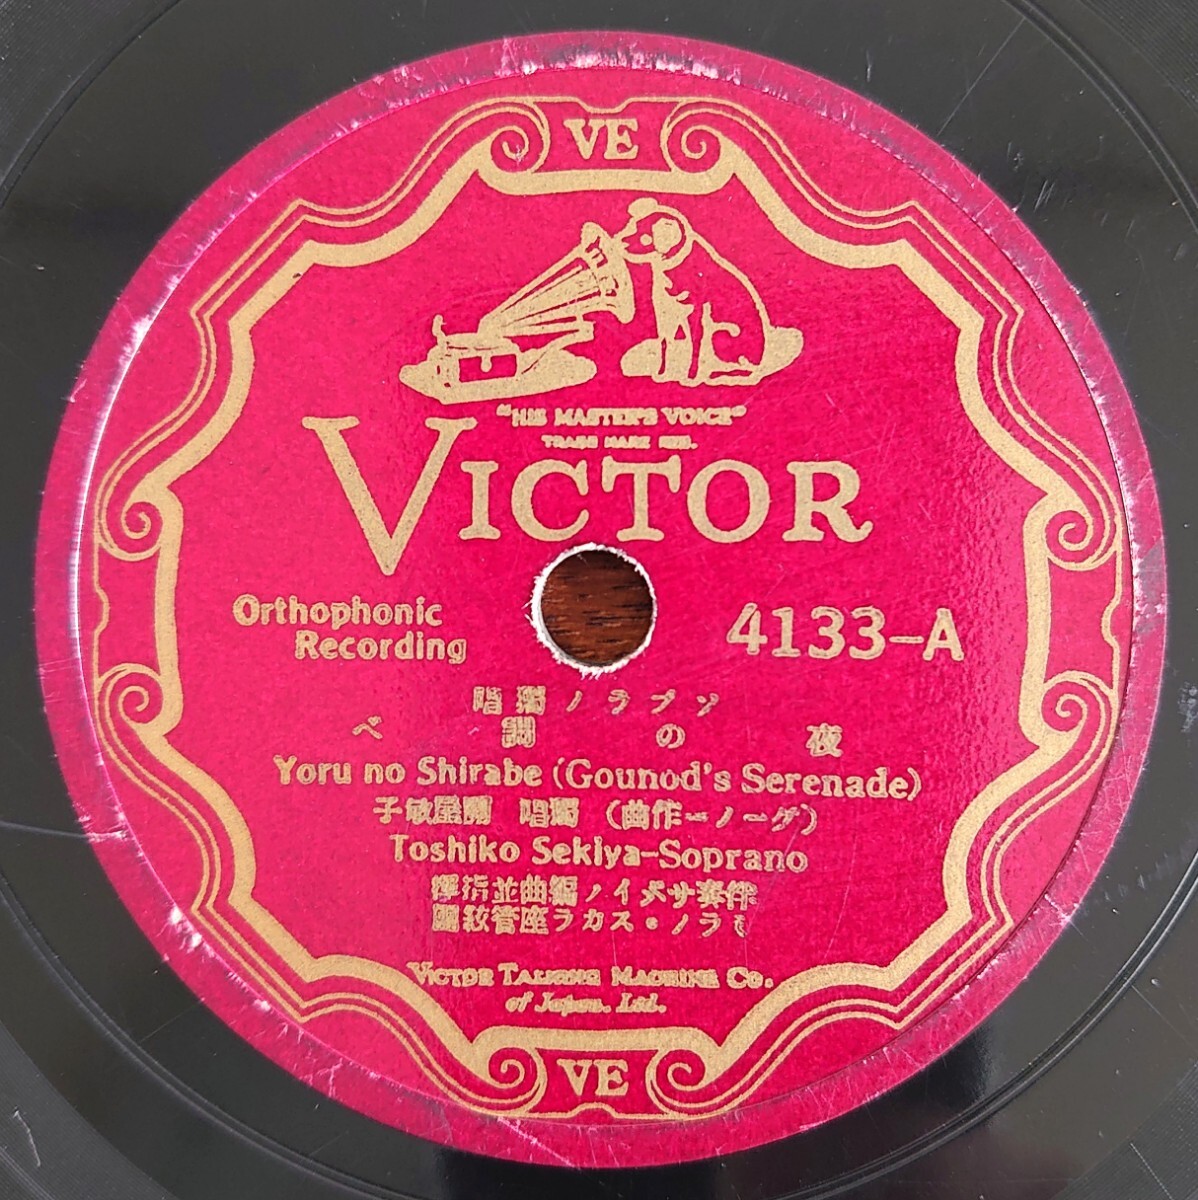 VE
"HIS MASTER'S VOICE"
TRADE MARK REG.
VICTOR
Orthophonic
Recording
4133-A
ソプラノ獨唱
夜の調べ
Yoru no Shirabe (Gounod's Serenade)
(グーノー作曲) 獨唱 關屋敏子
Toshiko Sekiya-Soprano
伴奏サバイノ編曲並指揮
ミラノ・スカラ座管絃團
VICTOR TALKING MACHINE CO.
of Japan. Ltd.
VE